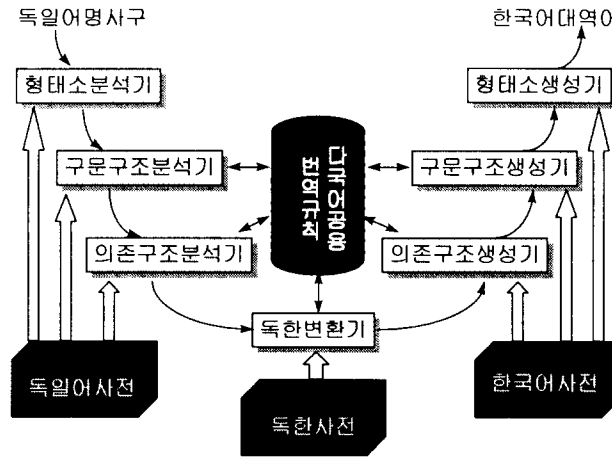 독일어명사구
한국어대역어
형태소분석기
형태소생성기
구문구조분석기
다국어공용
번역규칙
구문구조생성기
의존구조분석기
의존구조생성기
독한변환기
독일어사전
독한사전
한국어사전